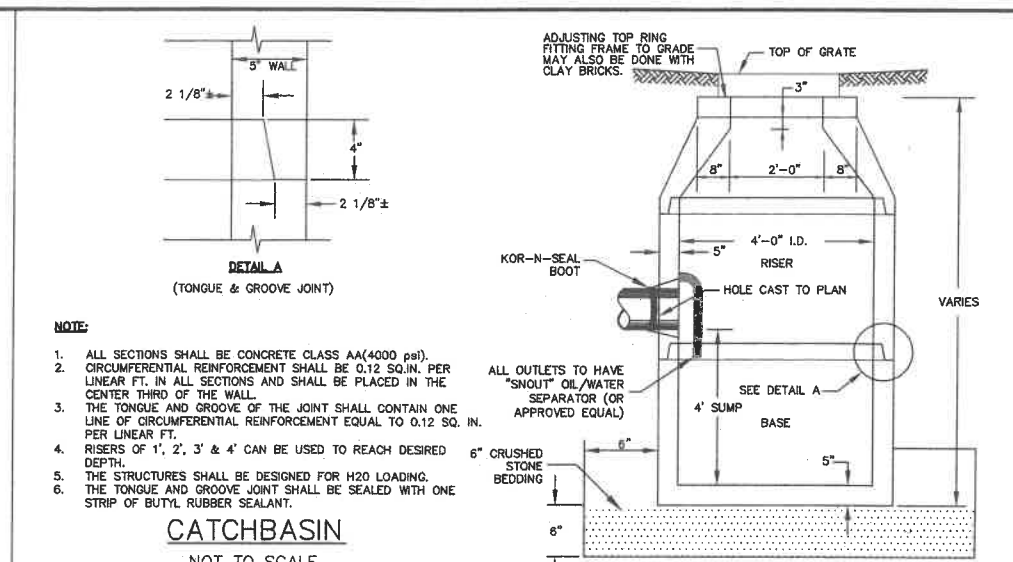 5" WALL
2 1/8"±
4"
2 1/8"±
DETAIL A
(TONGUE & GROOVE JOINT)
NOTE:
1. ALL SECTIONS SHALL BE CONCRETE CLASS AA(4000 psi).
2. CIRCUMFERENTIAL REINFORCEMENT SHALL BE 0.12 SQ.IN. PER
LINEAR FT. IN ALL SECTIONS AND SHALL BE PLACED IN THE
CENTER THIRD OF THE WALL.
3. THE TONGUE AND GROOVE OF THE JOINT SHALL CONTAIN ONE
LINE OF CIRCUMFERENTIAL REINFORCEMENT EQUAL TO 0.12 SQ. IN.
PER LINEAR FT.
4. RISERS OF 1', 2', 3' & 4' CAN BE USED TO REACH DESIRED
DEPTH.
5. THE STRUCTURES SHALL BE DESIGNED FOR H20 LOADING.
6. THE TONGUE AND GROOVE JOINT SHALL BE SEALED WITH ONE
STRIP OF BUTYL RUBBER SEALANT.
CATCHBASIN
NOT TO SCALE
ADJUSTING TOP RING
FITTING FRAME TO GRADE
MAY ALSO BE DONE WITH
CLAY BRICKS.
TOP OF GRATE
3"
8"
2'-0"
8"
4'-0" I.D.
5"
RISER
KOR-N-SEAL
BOOT
HOLE CAST TO PLAN
VARIES
ALL OUTLETS TO HAVE
"SNOUT" OIL/WATER
SEPARATOR (OR
APPROVED EQUAL)
SEE DETAIL A
4' SUMP
BASE
6"
6" CRUSHED
STONE
BEDDING
5"
6"